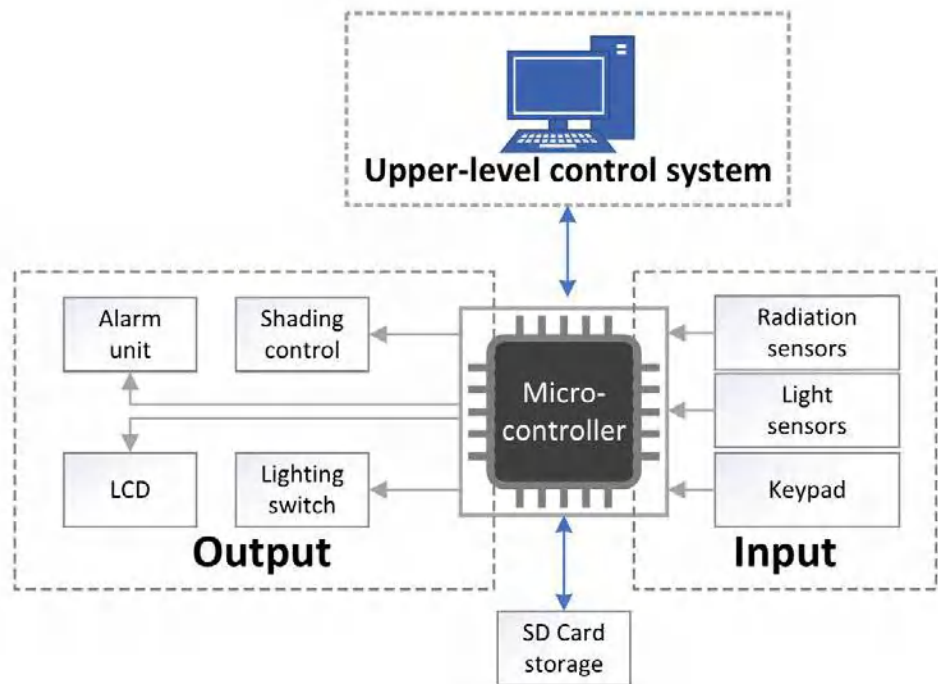 Upper-level control system
Alarm
unit
Shading
control
LCD
Lighting
switch
Output
Micro-
controller
Radiation
sensors
Light
sensors
Keypad
Input
SD Card
storage